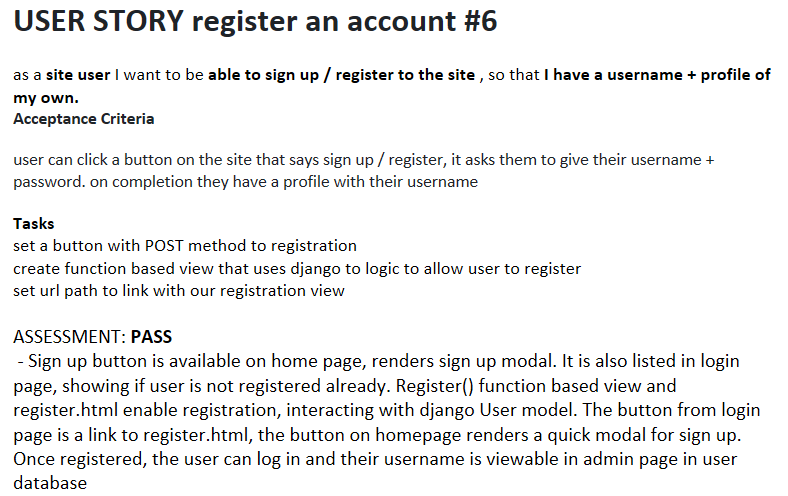 USER STORY register an account #6
as a site user I want to be able to sign up / register to the site , so that I have a username + profile of
my own.
Acceptance Criteria
user can click a button on the site that says sign up / register, it asks them to give their username +
password. on completion they have a profile with their username
Tasks
set a button with POST method to registration
create function based view that uses django to logic to allow user to register
set url path to link with our registration view
ASSESSMENT: PASS
- Sign up button is available on home page, renders sign up modal. It is also listed in login
page, showing if user is not registered already. Register() function based view and
register.html enable registration, interacting with django User model. The button from login
page is a link to register.html, the button on homepage renders a quick modal for sign up.
Once registered, the user can log in and their username is viewable in admin page in user
database